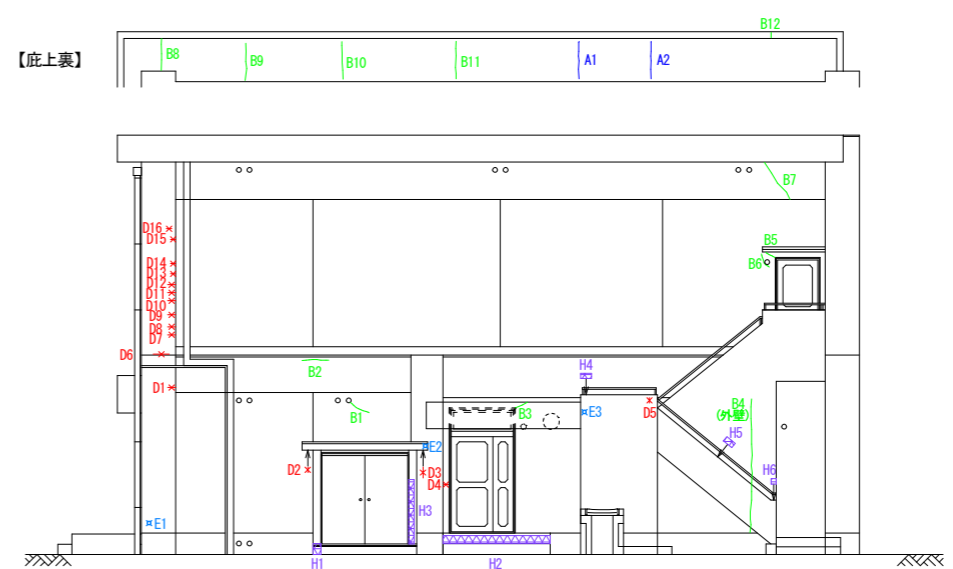 B12
【庇上裏】
B8
B9
B10
B11
A1
A2
B7
D16
D15
B5
B6
D14
D13
D12
D11
D10
D9
D8
D7
D6
B2
H4
D1
B1
B3
E3
D5
B4
(外壁)
H5
E2
D2
D3
D4
H6
H3
E1
H1
H2